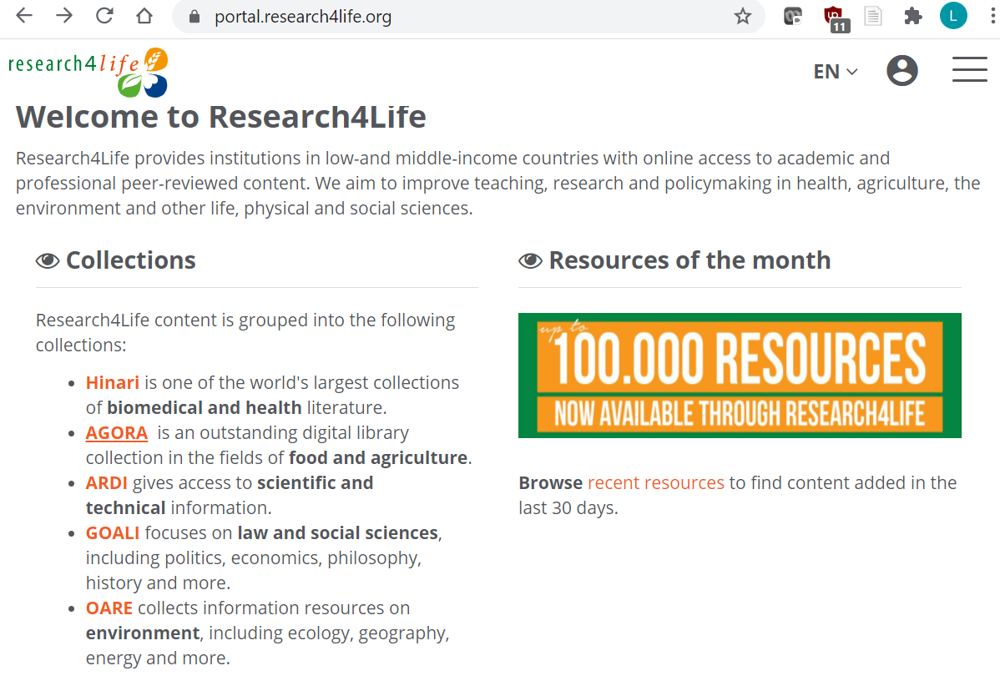 portal.research4life.org
11
L
research4life
EN
Welcome to Research4Life
Research4Life provides institutions in low-and middle-income countries with online access to academic and
professional peer-reviewed content. We aim to improve teaching, research and policymaking in health, agriculture, the
environment and other life, physical and social sciences.
Collections
Research4Life content is grouped into the following
collections:
• Hinari is one of the world's largest collections
of biomedical and health literature.
• AGORA is an outstanding digital library
collection in the fields of food and agriculture.
• ARDI gives access to scientific and
technical information.
• GOALI focuses on law and social sciences,
including politics, economics, philosophy,
history and more.
• OARE collects information resources on
environment, including ecology, geography,
energy and more.
Resources of the month
up to
100.000 RESOURCES
NOW AVAILABLE THROUGH RESEARCH4LIFE
Browse recent resources to find content added in the
last 30 days.